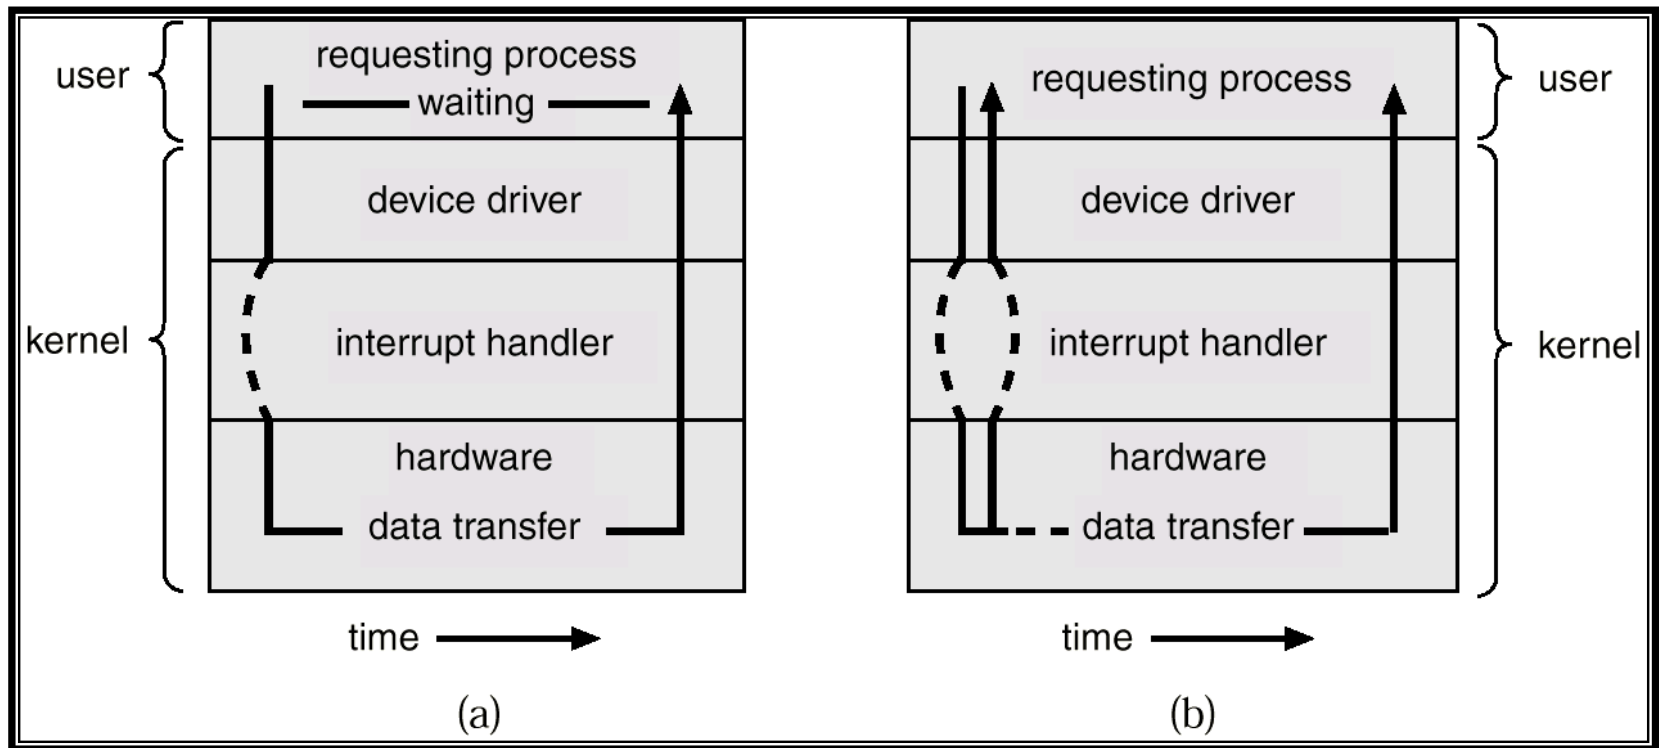 user
requesting process
waiting
device driver
kernel
interrupt handler
hardware
data transfer
time
(a)
requesting process
user
device driver
interrupt handler
kernel
hardware
data transfer
time
(b)